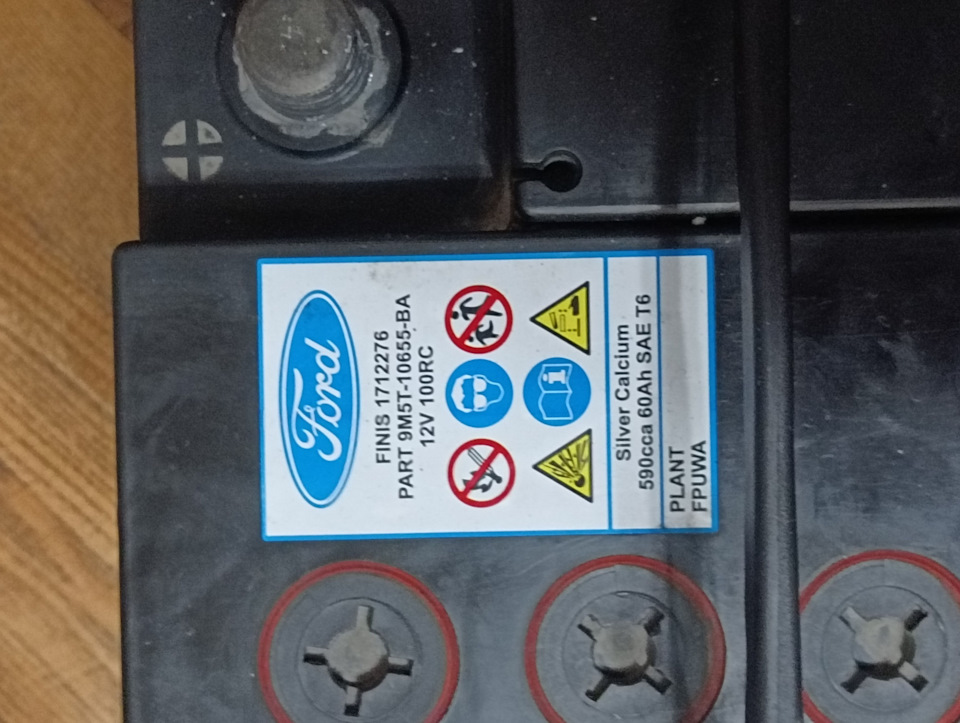 Ford
FINIS 1712276
PART 9M5T-10655-BA
12V 100RC
Silver Calcium
590cca 60Ah SAE T6
PLANT
FPUWA